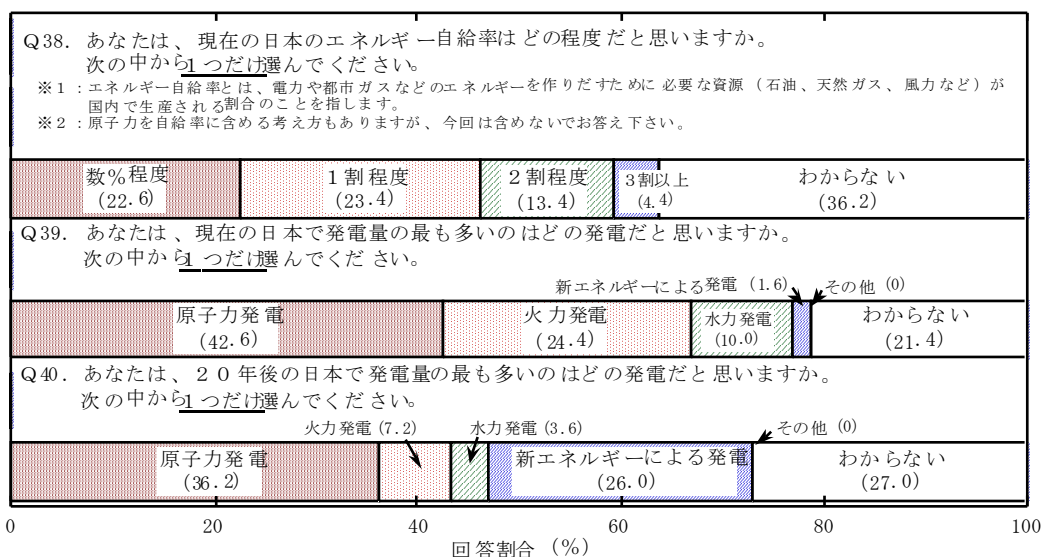 Q38. あなたは、現在の日本のエネルギー自給率はどの程度だと思いますか。
次の中から1つだけ選んでください。
※1：エネルギー自給率とは、電力や都市ガスなどのエネルギーを作りだすために必要な資源（石油、天然ガス、風力など）が
国内で生産される割合のことを指します。
※2：原子力を自給率に含める考え方もありますが、今回は含めないでお答え下さい。
数%程度 1割程度 2割程度 3割以上 わからない
(22.6) (23.4) (13.4) (4.4) (36.2)
Q39. あなたは、現在の日本で発電量の最も多いのはどの発電だと思いますか。
次の中から1つだけ選んでください。
新エネルギーによる発電 (1.6) その他 (0)
原子力発電 火力発電 水力発電 わからない
(42.6) (24.4) (10.0) (21.4)
Q40. あなたは、20年後の日本で発電量の最も多いのはどの発電だと思いますか。
次の中から1つだけ選んでください。
火力発電 (7.2) 水力発電 (3.6) その他 (0)
原子力発電 新エネルギーによる発電 わからない
(36.2) (26.0) (27.0)
0 20 40 60 80 100
回答割合 (%)